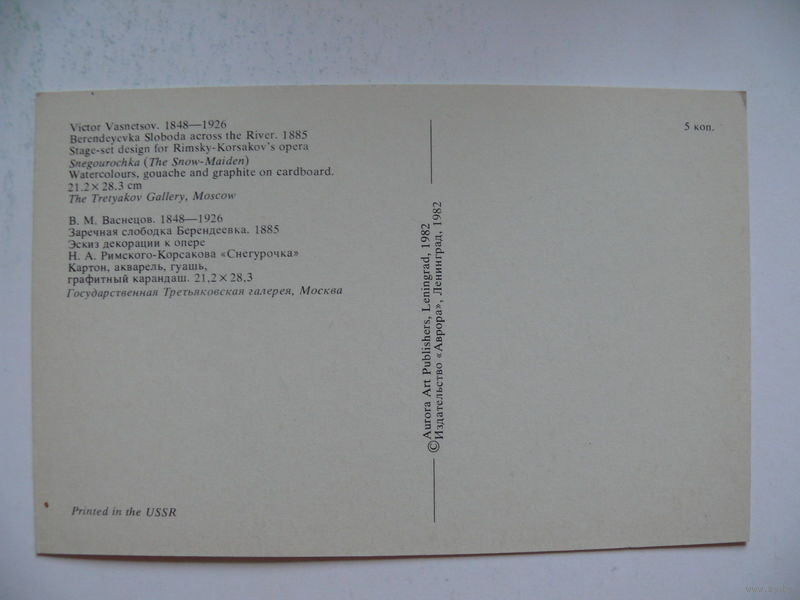 Victor Vasnetsov. 1848—1926
Berendeyevka Sloboda across the River. 1885
Stage-set design for Rimsky-Korsakov's opera
Snegourochka (The Snow-Maiden)
Watercolours, gouache and graphite on cardboard.
21.2 × 28.3 cm
The Tretyakov Gallery, Moscow
В. М. Васнецов. 1848—1926
Заречная слободка Берендеевка. 1885
Эскиз декорации к опере
Н. А. Римского-Корсакова «Снегурочка»
Картон, акварель, гуашь,
графитный карандаш. 21,2 × 28,3
Государственная Третьяковская галерея, Москва
Printed in the USSR
© Aurora Art Publishers, Leningrad, 1982
Издательство «Аврора», Ленинград, 1982
5 коп.